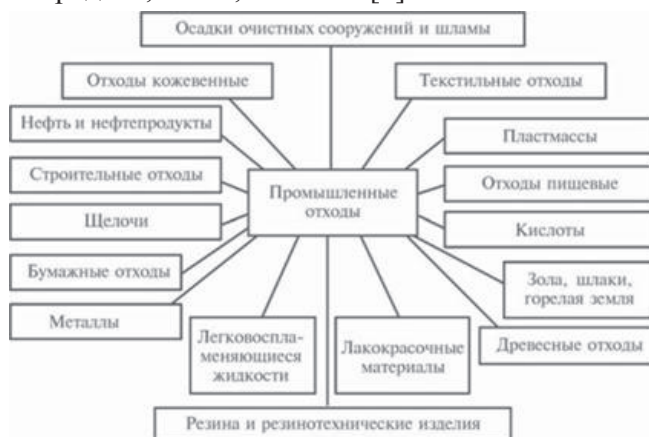 Осадки очистных сооружений и шламы
Отходы кожевенные
Текстильные отходы
Нефть и нефтепродукты
Пластмассы
Строительные отходы
Промышленные
отходы
Отходы пишевые
Щелочи
Кислоты
Бумажные отходы
Зола, шлаки,
горелая земля
Металлы
Легковоспла-
меняющиеся
жидкости
Лакокрасочные
материалы
Древесные отходы
Резина и резинотехнические изделия